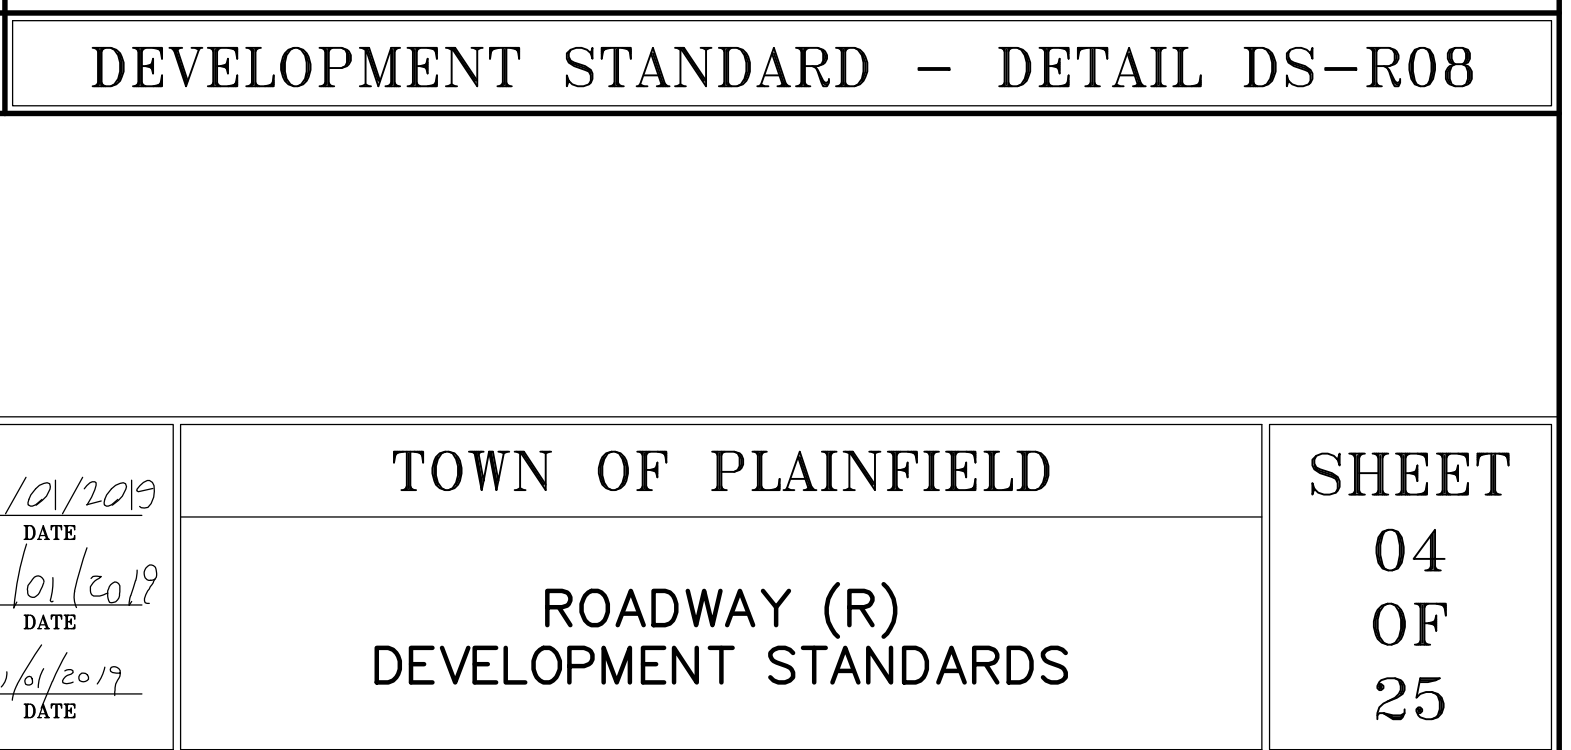 DEVELOPMENT STANDARD - DETAIL DS-R08
/01/2019
DATE
/01/2019
DATE
1/01/2019
DATE
TOWN OF PLAINFIELD
ROADWAY (R)
DEVELOPMENT STANDARDS
SHEET
04
OF
25